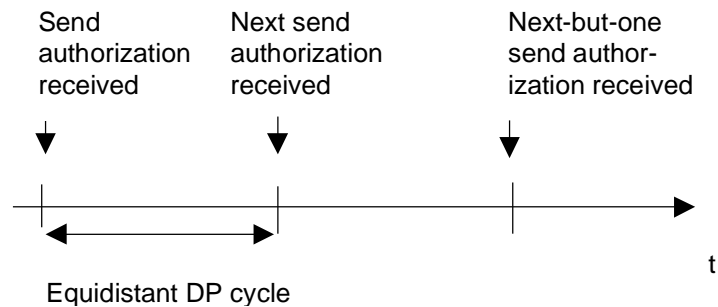 Send
authorization
received
Next send
authorization
received
Next-but-one
send author-
ization received
t
Equidistant DP cycle